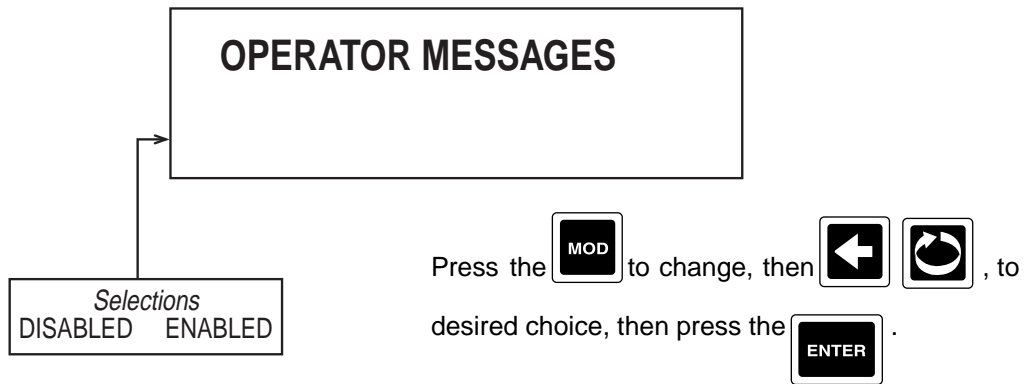 OPERATOR MESSAGES
Selections
DISABLED ENABLED
Press the MOD to change, then , to
desired choice, then press the ENTER .